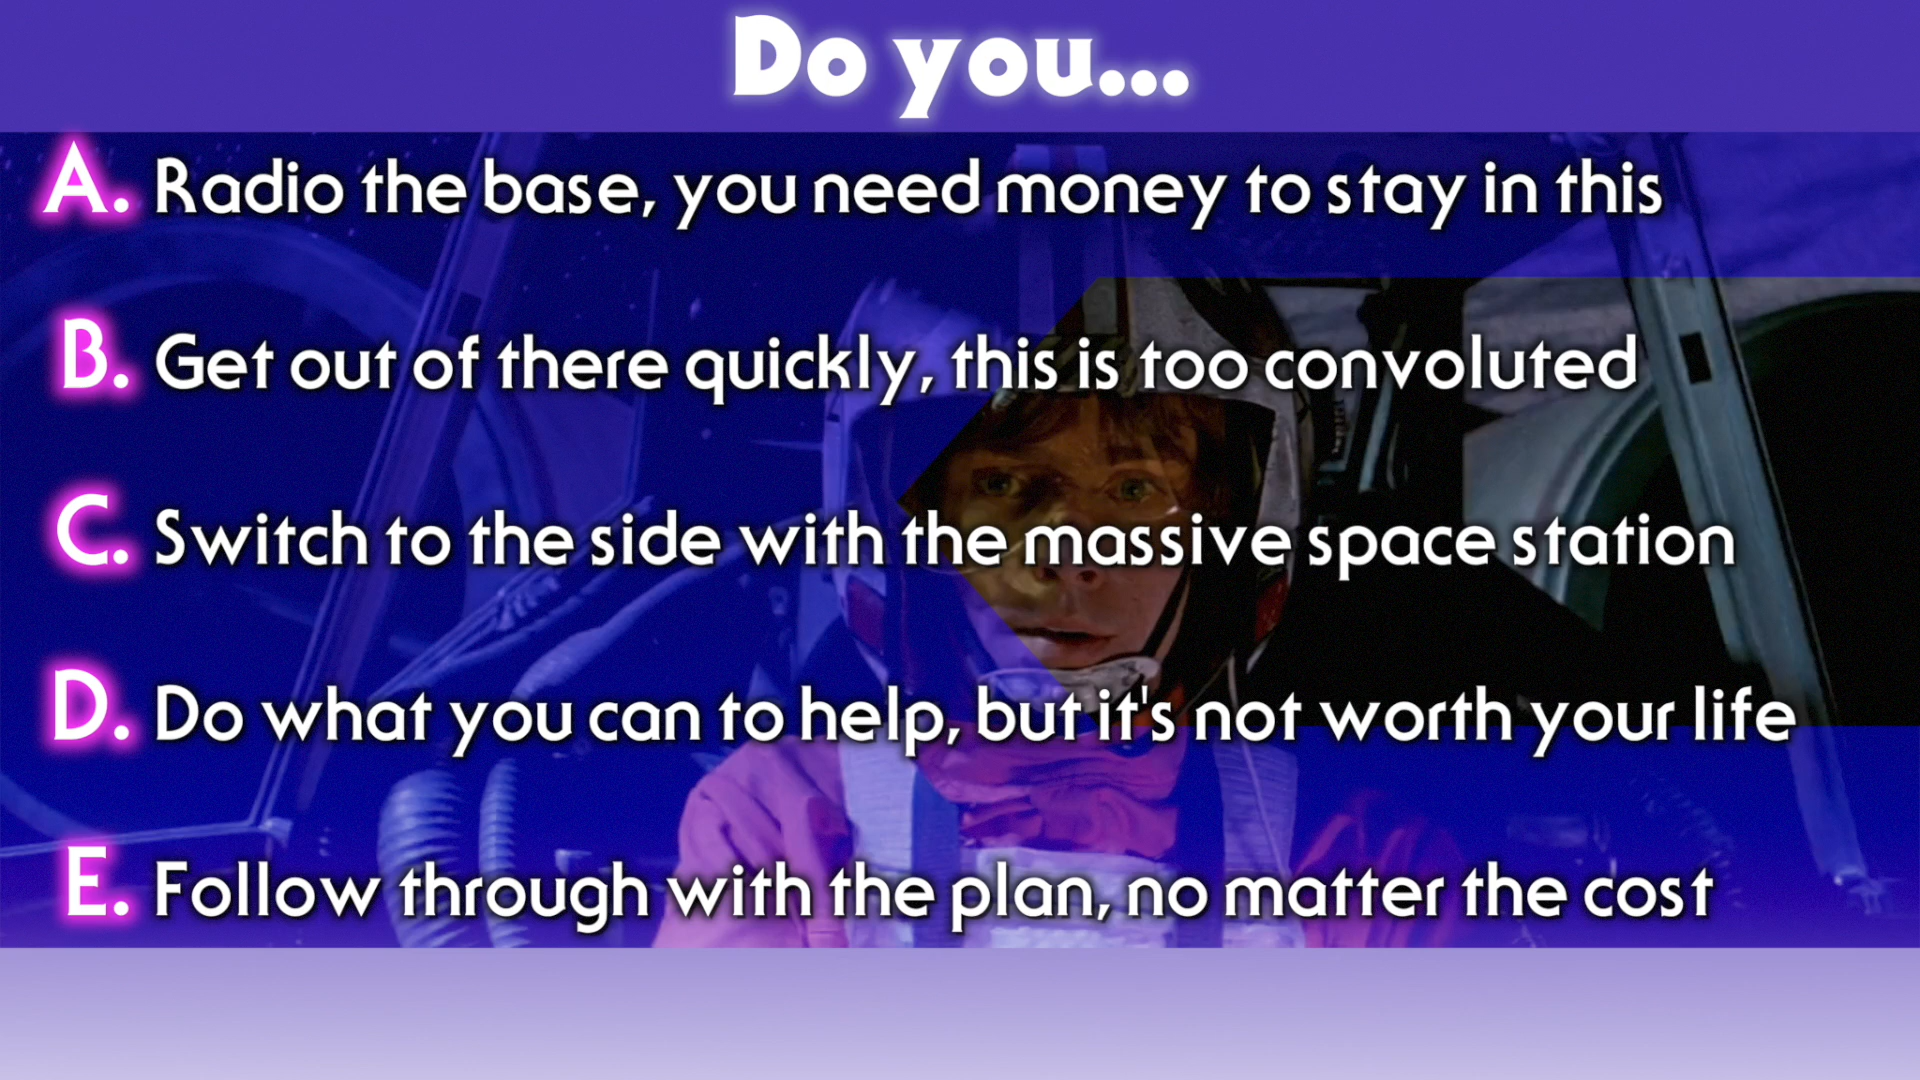 Do you...
A. Radio the base, you need money to stay in this
B. Get out of there quickly, this is too convoluted
C. Switch to the side with the massive space station
D. Do what you can to help, but it's not worth your life
E. Follow through with the plan, no matter the cost